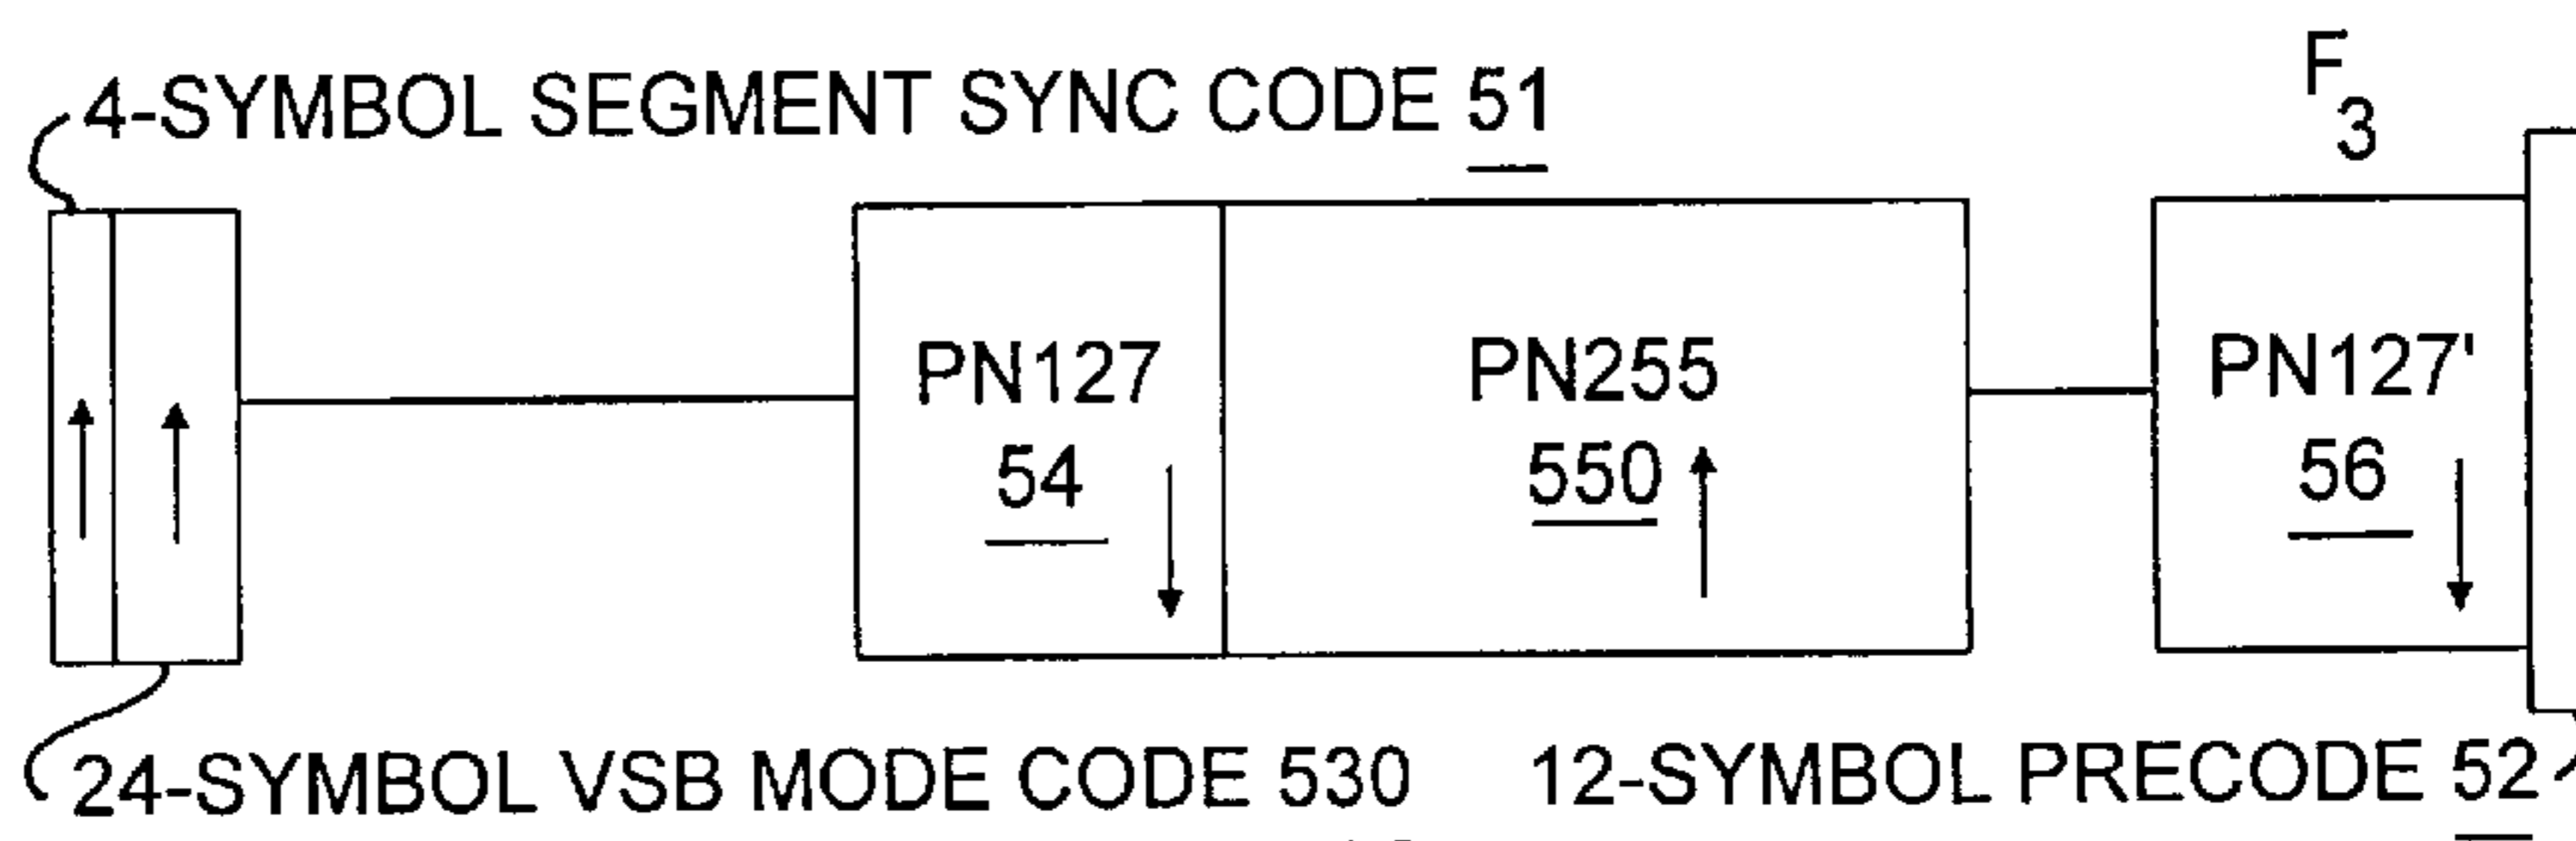 F
3
4-SYMBOL SEGMENT SYNC CODE 51
PN127
54
PN255
550
PN127'
56
24-SYMBOL VSB MODE CODE 530
12-SYMBOL PRECODE 52